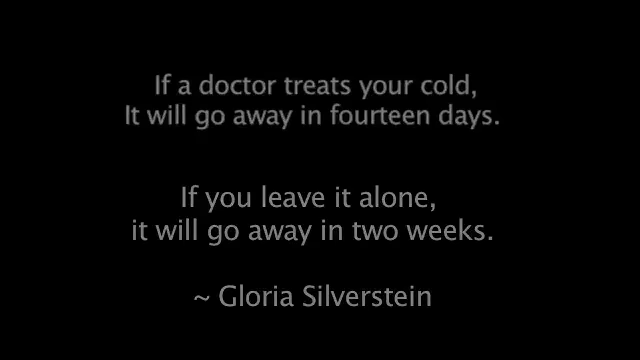 If a doctor treats your cold,
It will go away in fourteen days.
If you leave it alone,
it will go away in two weeks.
~ Gloria Silverstein